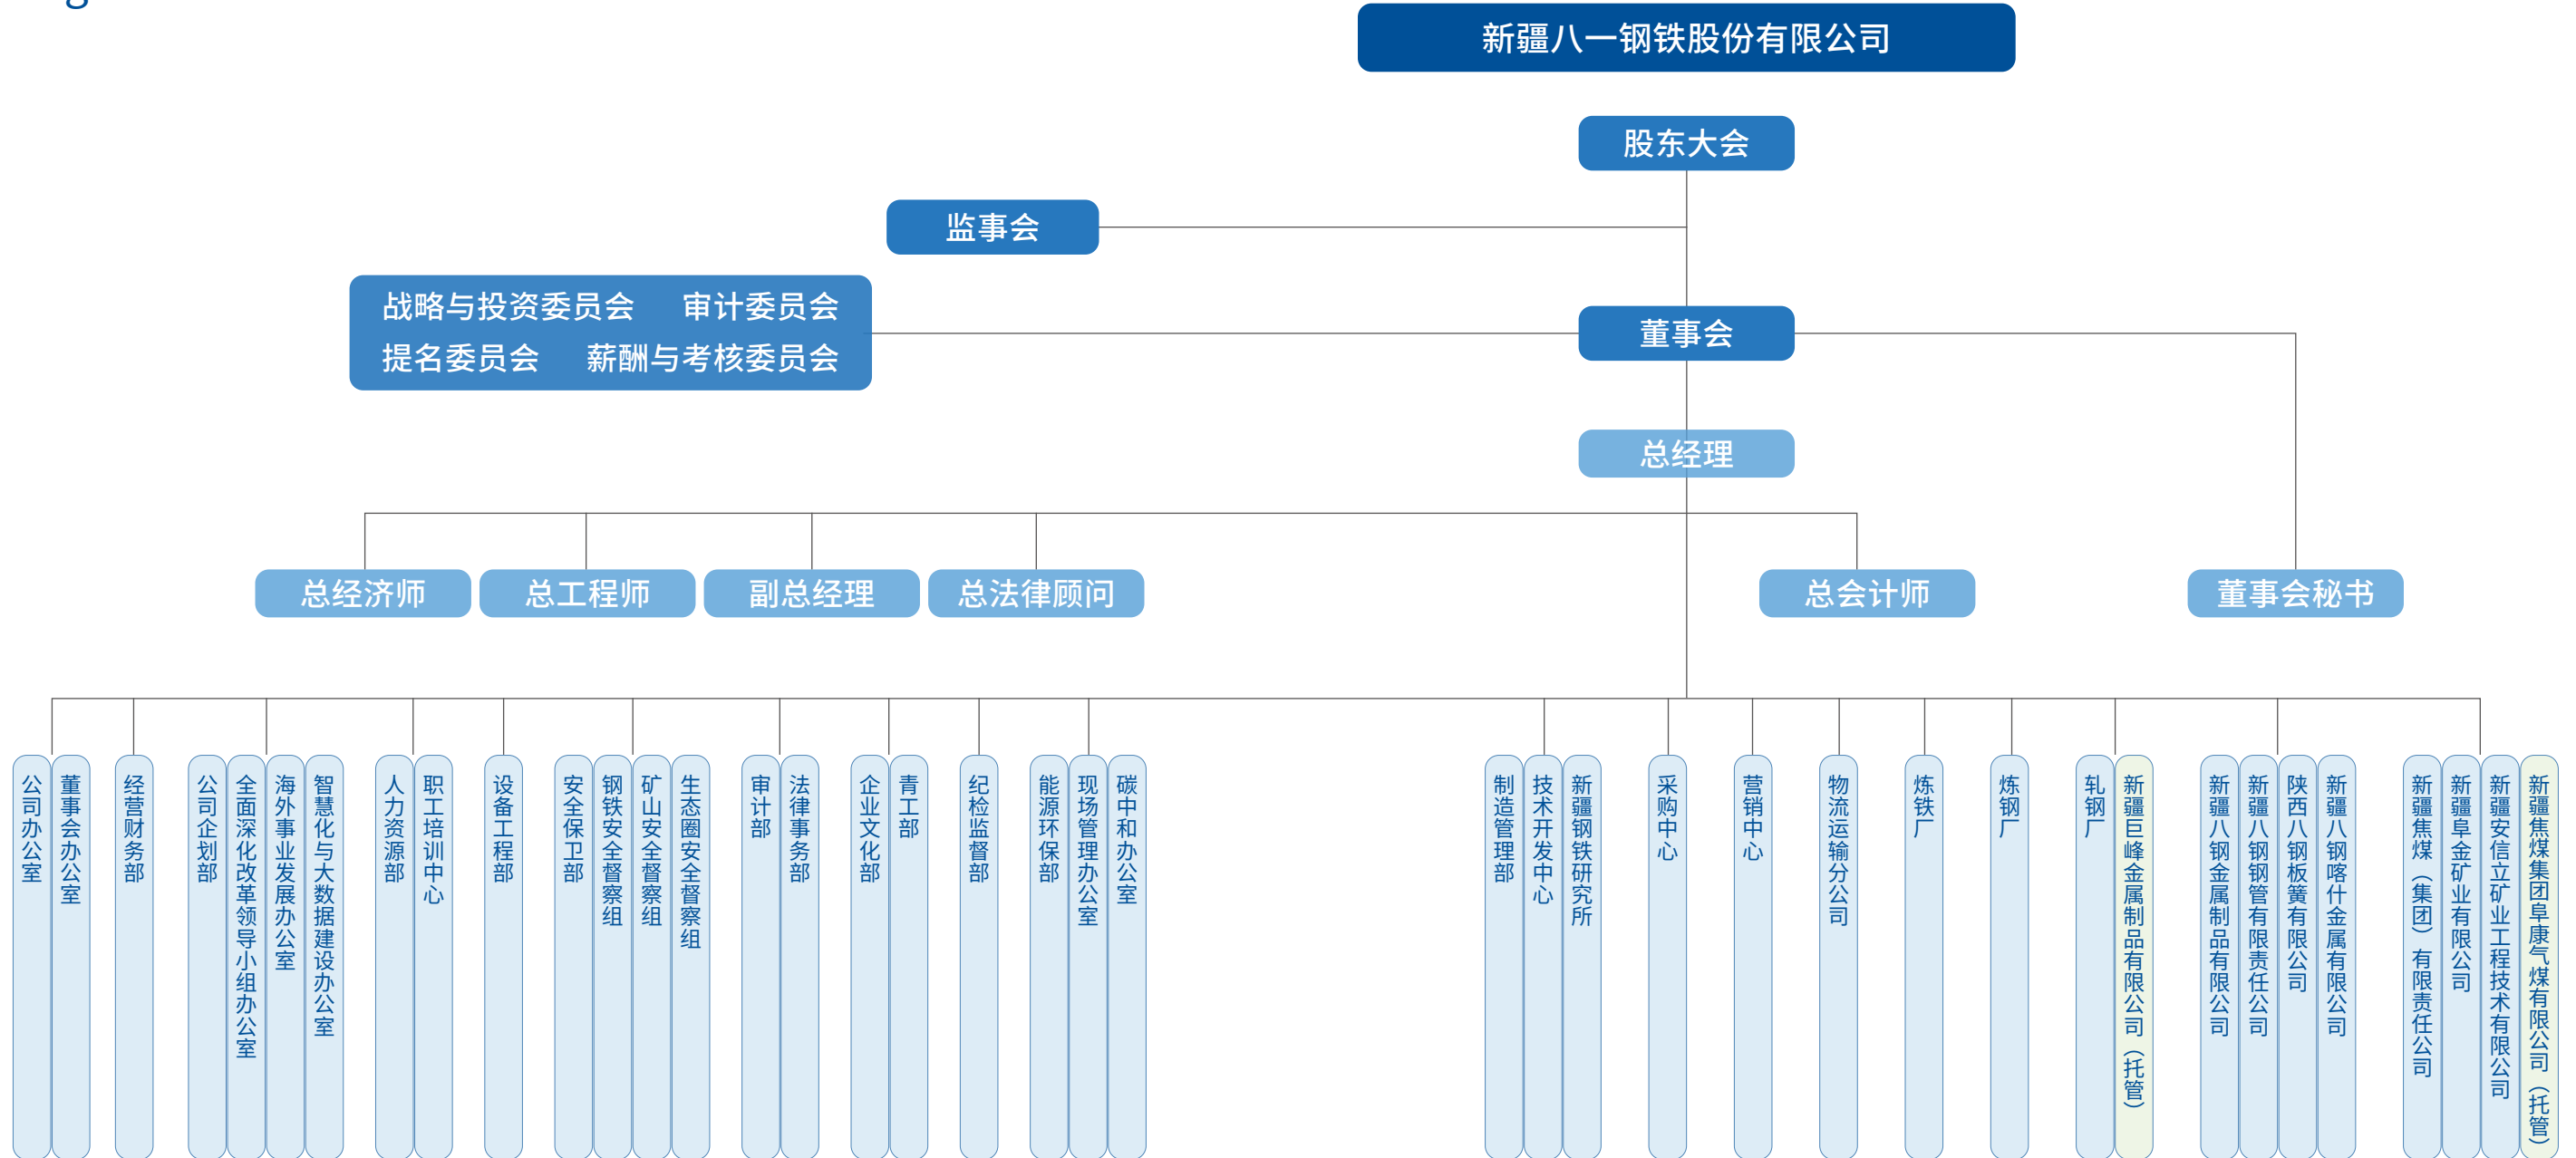 g
新疆八一钢铁股份有限公司
股东大会
监事会
战略与投资委员会 审计委员会
提名委员会 薪酬与考核委员会
董事会
总经理
总经济师
总工程师
副总经理
总法律顾问
总会计师
董事会秘书
公司办公室
董事会办公室
经营财务部
公司企划部
全面深化改革领导小组办公室
海外事业发展办公室
智慧化与大数据建设办公室
人力资源部
职工培训中心
设备工程部
安全保卫部
钢铁安全督察组
矿山安全督察组
生态圈安全督察组
审计部
法律事务部
企业文化部
青工部
纪检监督部
能源环保部
现场管理办公室
碳中和办公室
制造管理部
技术开发中心
新疆钢铁研究所
采购中心
营销中心
物流运输分公司
炼铁厂
炼钢厂
轧钢厂
新疆巨峰金属制品有限公司（托管）
新疆八钢金属制品有限公司
新疆八钢钢管有限责任公司
陕西八钢板簧有限公司
新疆八钢喀什金属有限公司
新疆焦煤（集团）有限责任公司
新疆阜金矿业有限公司
新疆安信立矿业工程技术有限公司
新疆焦煤集团阜康气煤有限公司（托管）